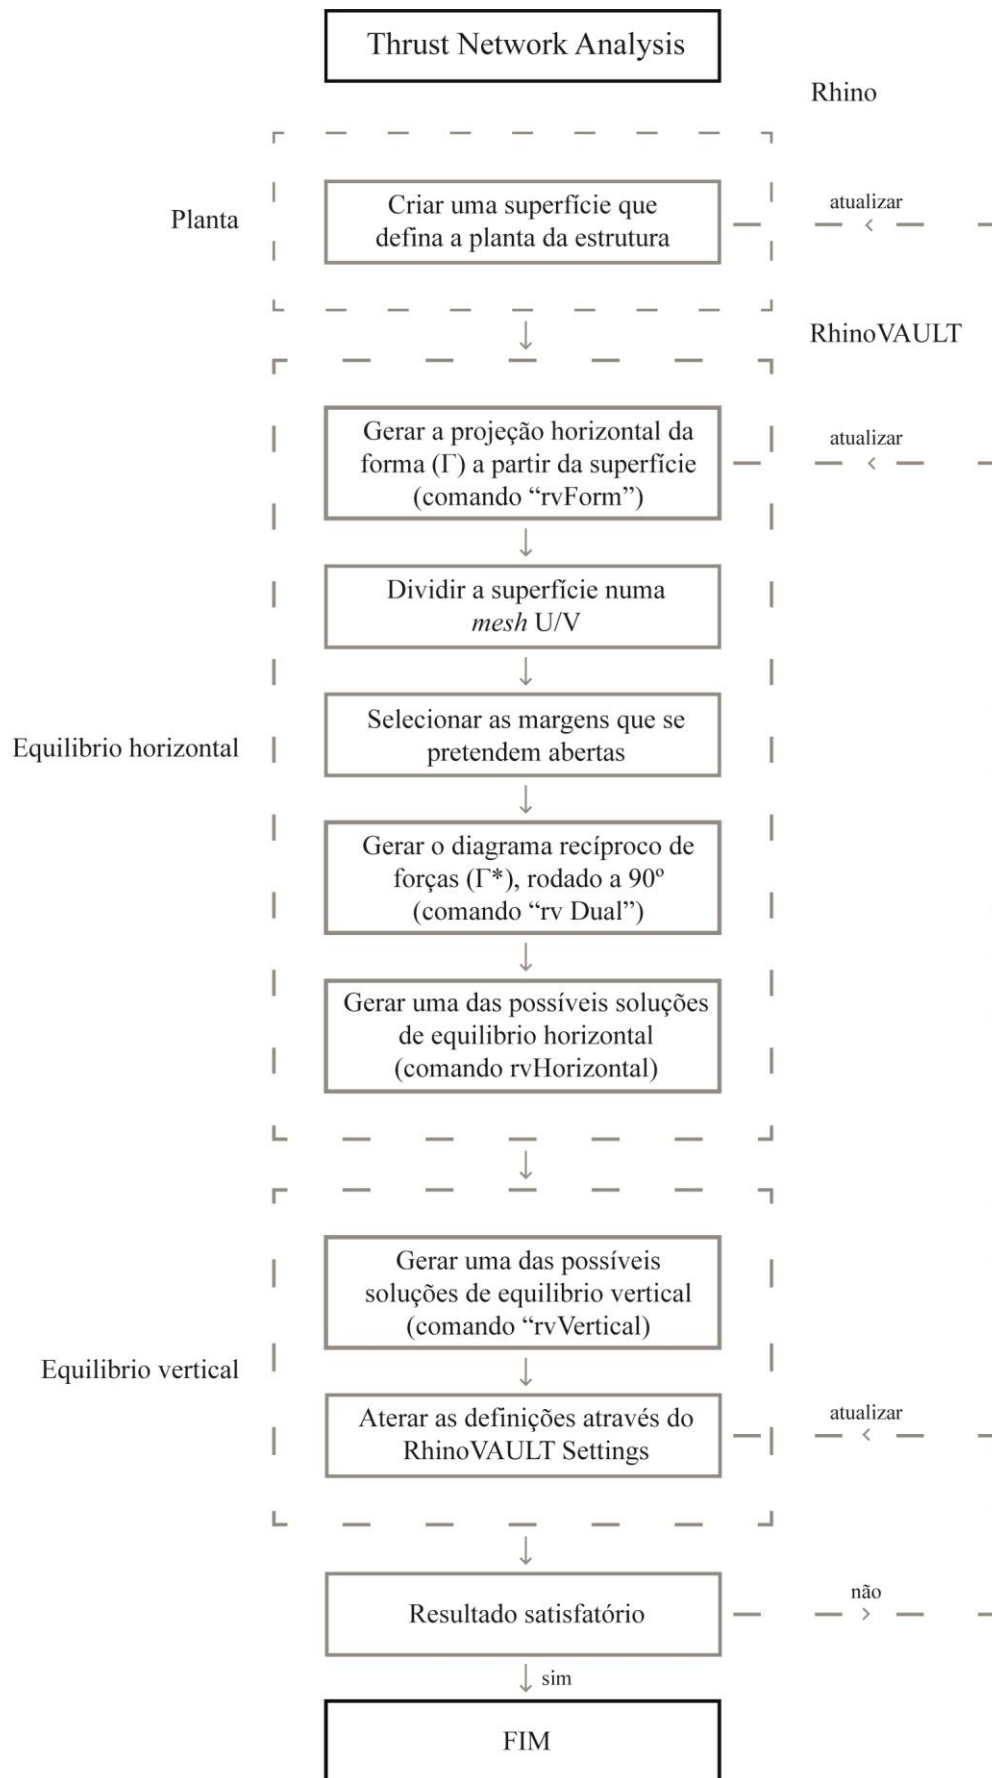 Thrust Network Analysis
Rhino
Planta
Criar uma superfície que
defina a planta da estrutura
atualizar
RhinoVAULT
Gerar a projeção horizontal da
forma (Γ) a partir da superfície
(comando “rvForm”)
atualizar
Dividir a superfície numa
mesh U/V
Equilibrio horizontal
Selecionar as margens que se
pretendem abertas
Gerar o diagrama recíproco de
forças (Γ*), rodado a 90º
(comando “rv Dual”)
Gerar uma das possíveis soluções
de equilibrio horizontal
(comando rvHorizontal)
Gerar uma das possíveis
soluções de equilibrio vertical
(comando “rvVertical)
Equilibrio vertical
Aterar as definições através do
RhinoVAULT Settings
atualizar
Resultado satisfatório
não
sim
FIM